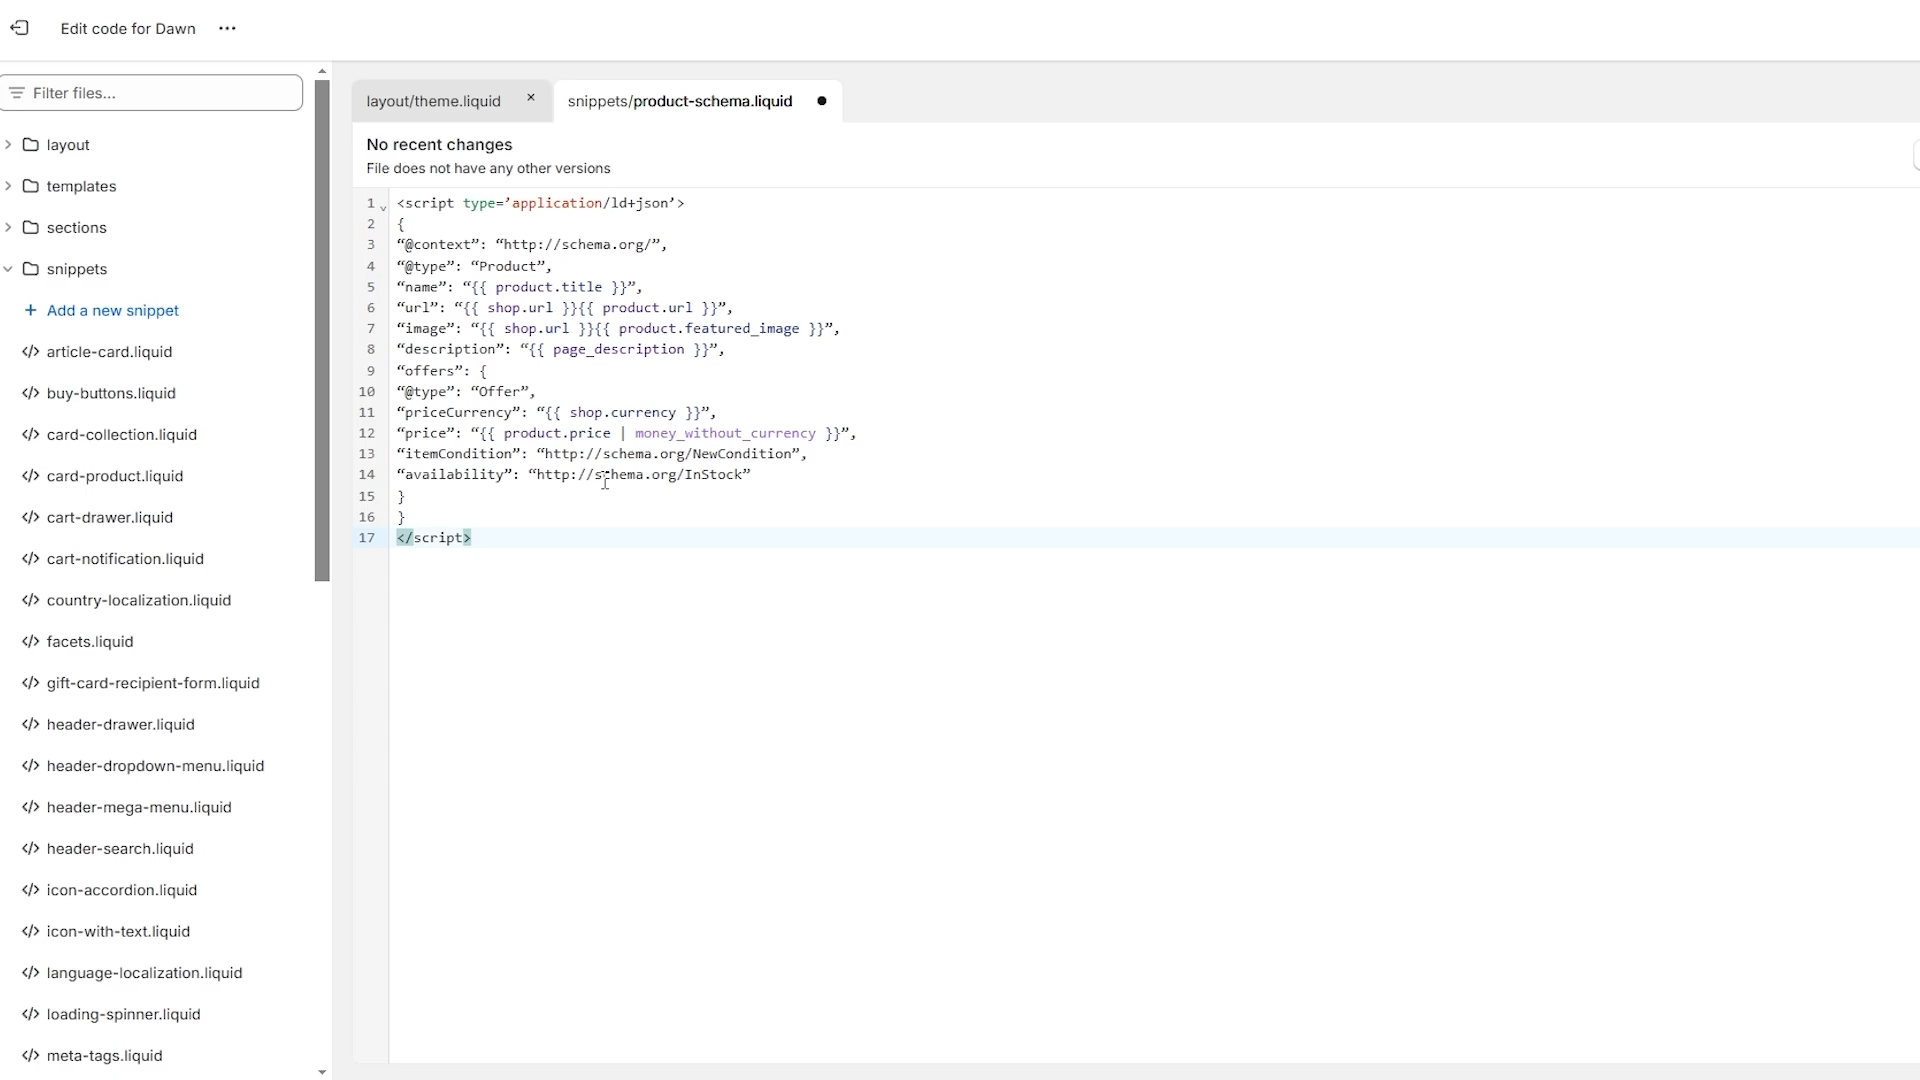 Edit code for Dawn
Filter files...
layout
templates
sections
snippets
+ Add a new snippet
</> article-card.liquid
</> buy-buttons.liquid
</> card-collection.liquid
</> card-product.liquid
</> cart-drawer.liquid
</> cart-notification.liquid
</> country-localization.liquid
</> facets.liquid
</> gift-card-recipient-form.liquid
</> header-drawer.liquid
</> header-dropdown-menu.liquid
</> header-mega-menu.liquid
</> header-search.liquid
</> icon-accordion.liquid
</> icon-with-text.liquid
</> language-localization.liquid
</> loading-spinner.liquid
</> meta-tags.liquid
layout/theme.liquid × snippets/product-schema.liquid
No recent changes
File does not have any other versions
1 <script type=’application/ld+json’>
2 {
3 “@context”: “http://schema.org/”,
4 “@type”: “Product”,
5 “name”: “{{ product.title }}”,
6 “url”: “{{ shop.url }}{{ product.url }}”,
7 “image”: “{{ shop.url }}{{ product.featured_image }}”,
8 “description”: “{{ page_description }}”,
9 “offers”: {
10 “@type”: “Offer”,
11 “priceCurrency”: “{{ shop.currency }}”,
12 “price”: “{{ product.price | money_without_currency }}”,
13 “itemCondition”: “http://schema.org/NewCondition”,
14 “availability”: “http://schema.org/InStock”
15 }
16 }
17 </script>